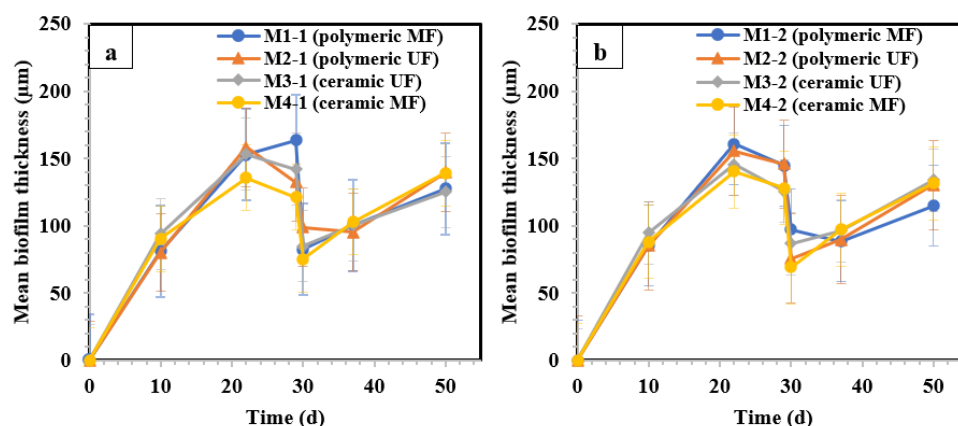 a
M1-1 (polymeric MF)
M2-1 (polymeric UF)
M3-1 (ceramic UF)
M4-1 (ceramic MF)
Mean biofilm thickness (µm)
250
200
150
100
50
0
0 10 20 30 40 50
Time (d)
b
M1-2 (polymeric MF)
M2-2 (polymeric UF)
M3-2 (ceramic UF)
M4-2 (ceramic MF)
Mean biofilm thickness (µm)
250
200
150
100
50
0
0 10 20 30 40 50
Time (d)